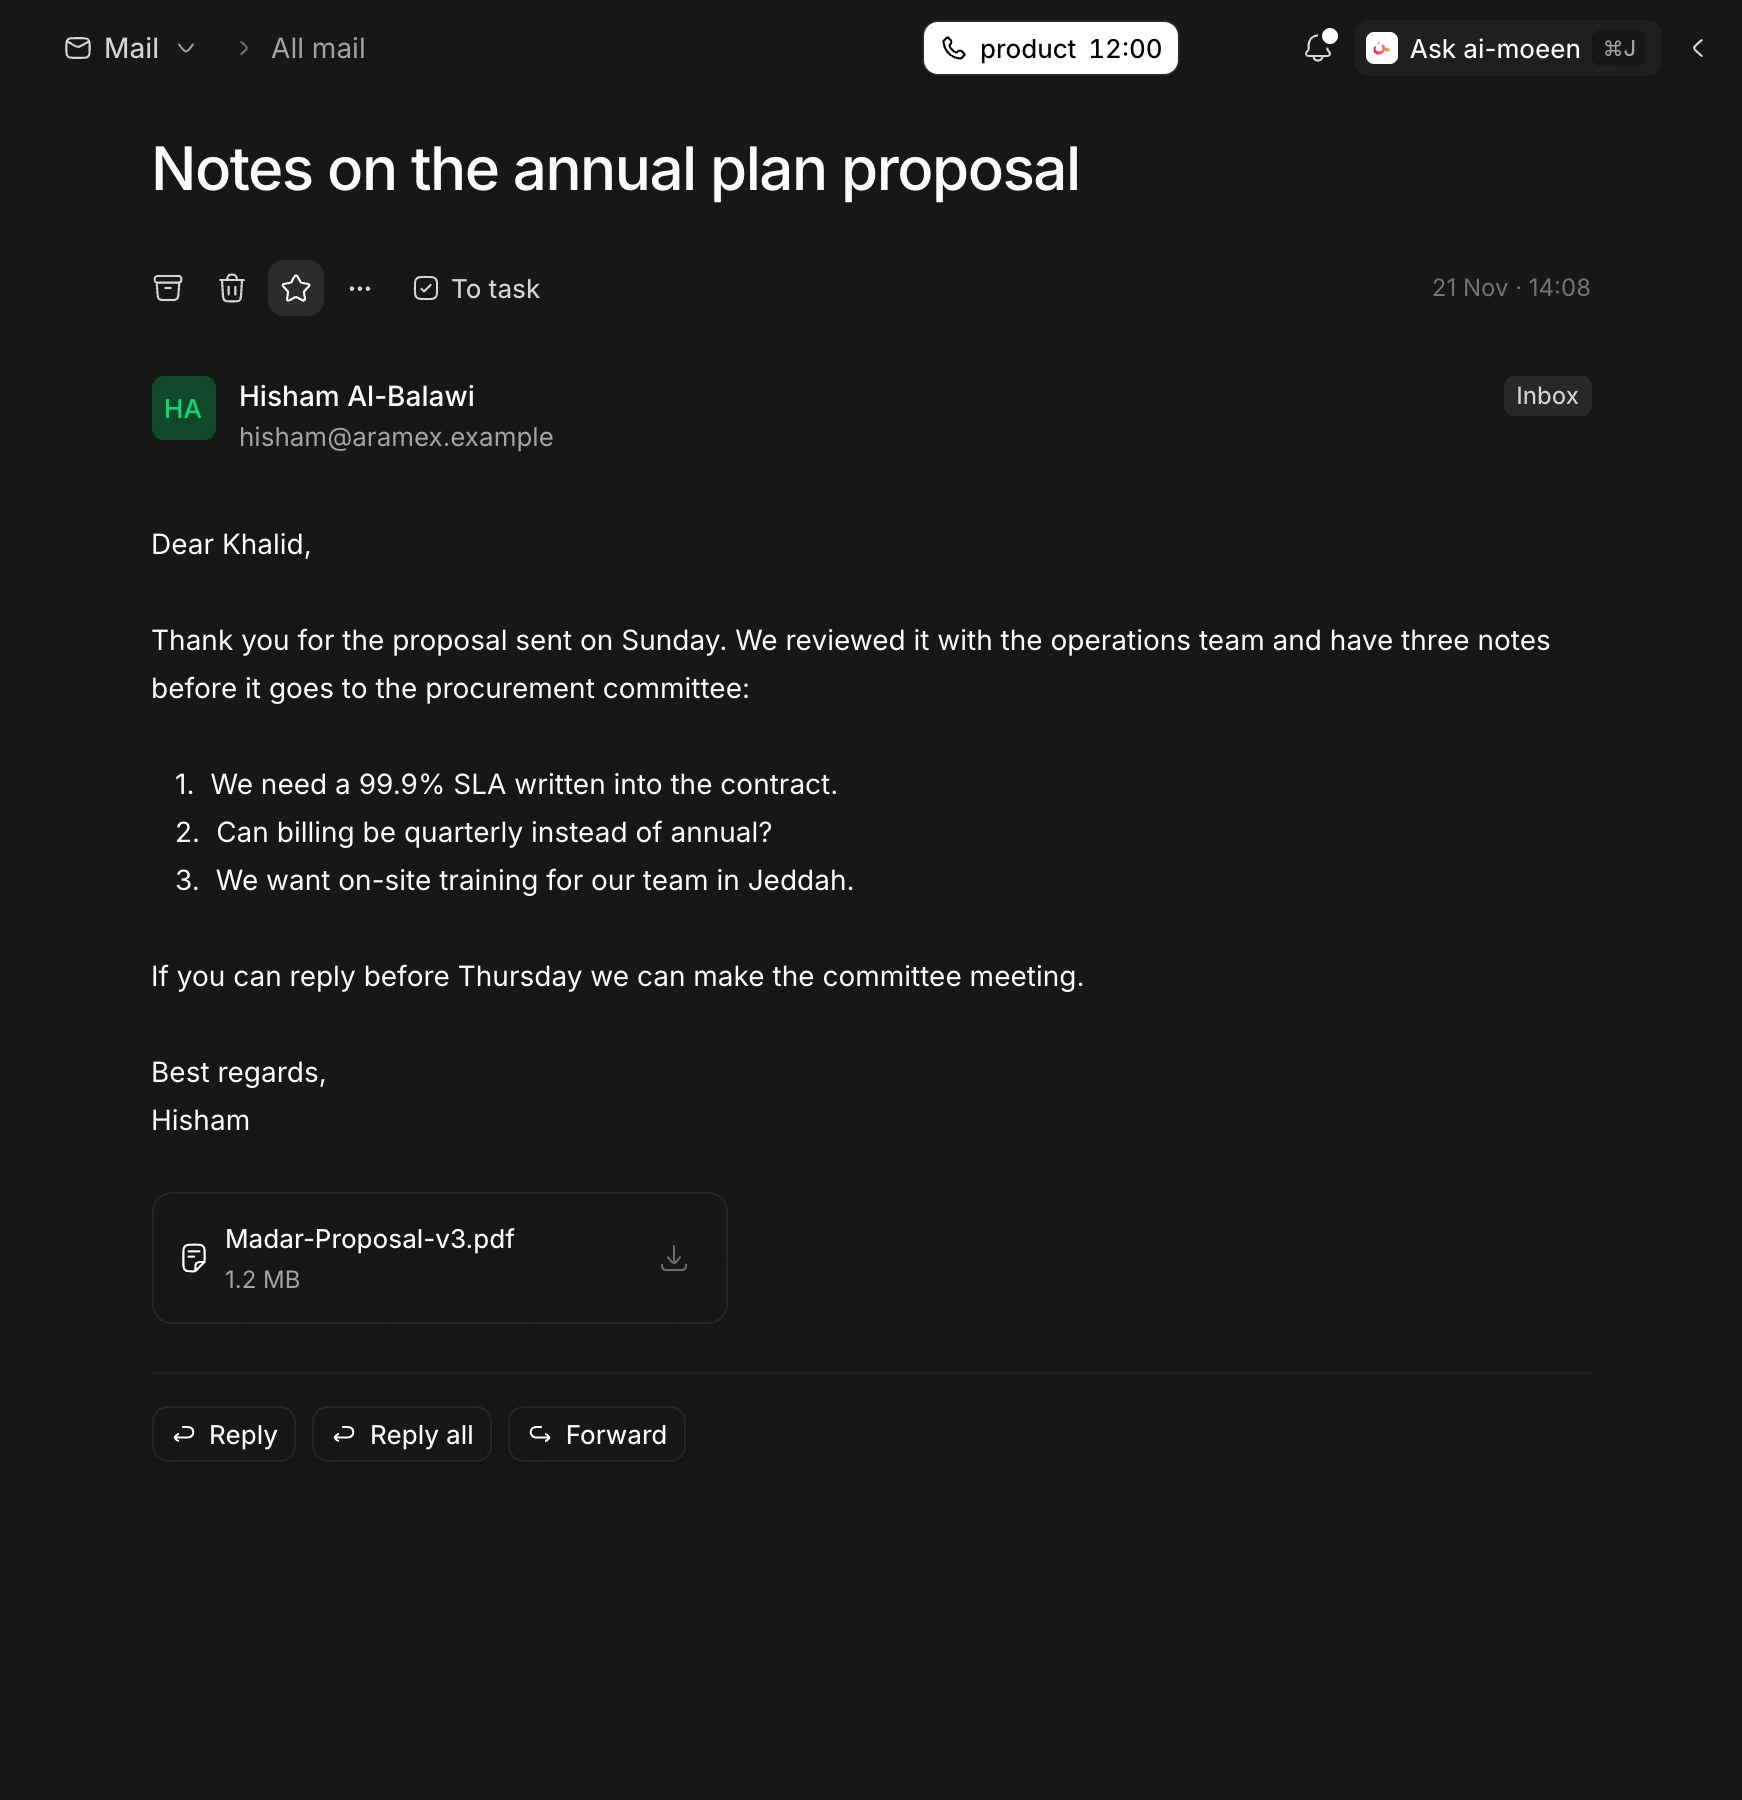 Mail
All mail
product 12:00
Ask ai-moeen ⌘J
Notes on the annual plan proposal
To task
21 Nov · 14:08
HA
Hisham Al-Balawi
Inbox
hisham@aramex.example
Dear Khalid,
Thank you for the proposal sent on Sunday. We reviewed it with the operations team and have three notes
before it goes to the procurement committee:
1. We need a 99.9% SLA written into the contract.
2. Can billing be quarterly instead of annual?
3. We want on-site training for our team in Jeddah.
If you can reply before Thursday we can make the committee meeting.
Best regards,
Hisham
Madar-Proposal-v3.pdf
1.2 MB
Reply
Reply all
Forward